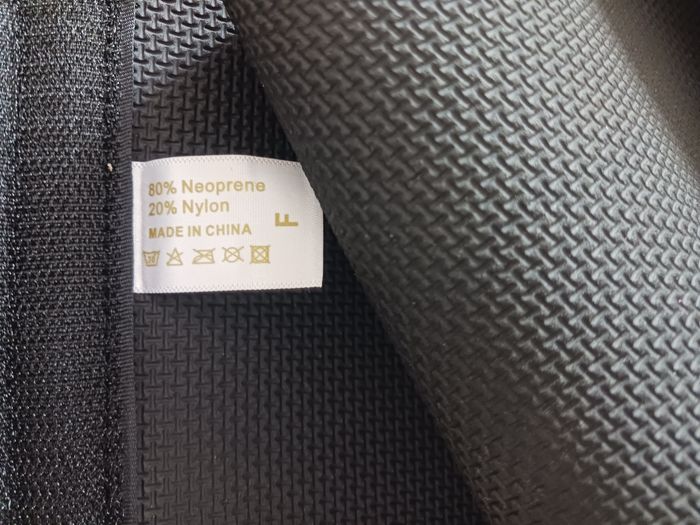 80% Neoprene
20% Nylon
MADE IN CHINA
F